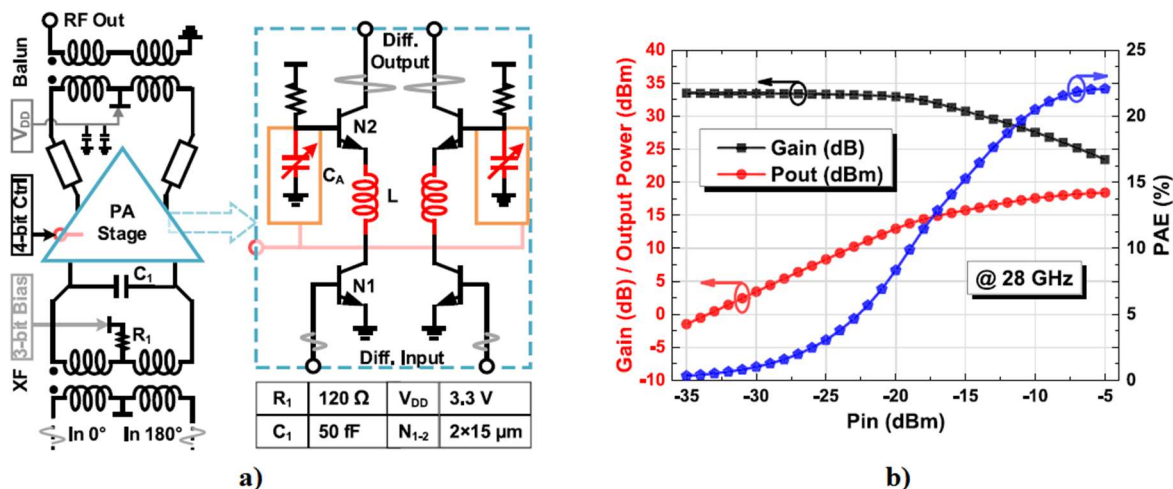 RF Out
Balun
V_DD
4-bit Ctrl
PA
Stage
C₁
3-bit Bias
R₁
XF
In 0° In 180°
Diff.
Output
N2
C_A
L
N1
Diff. Input
R₁ 120 Ω V_DD 3.3 V
C₁ 50 fF N₁₋₂ 2×15 μm
a)
Gain (dB) / Output Power (dBm)
40
35
30
25
20
15
10
5
0
-5
-10
Gain (dB)
Pout (dBm)
@ 28 GHz
25
20
15
10
5
0
PAE (%)
-35 -30 -25 -20 -15 -10 -5
Pin (dBm)
b)